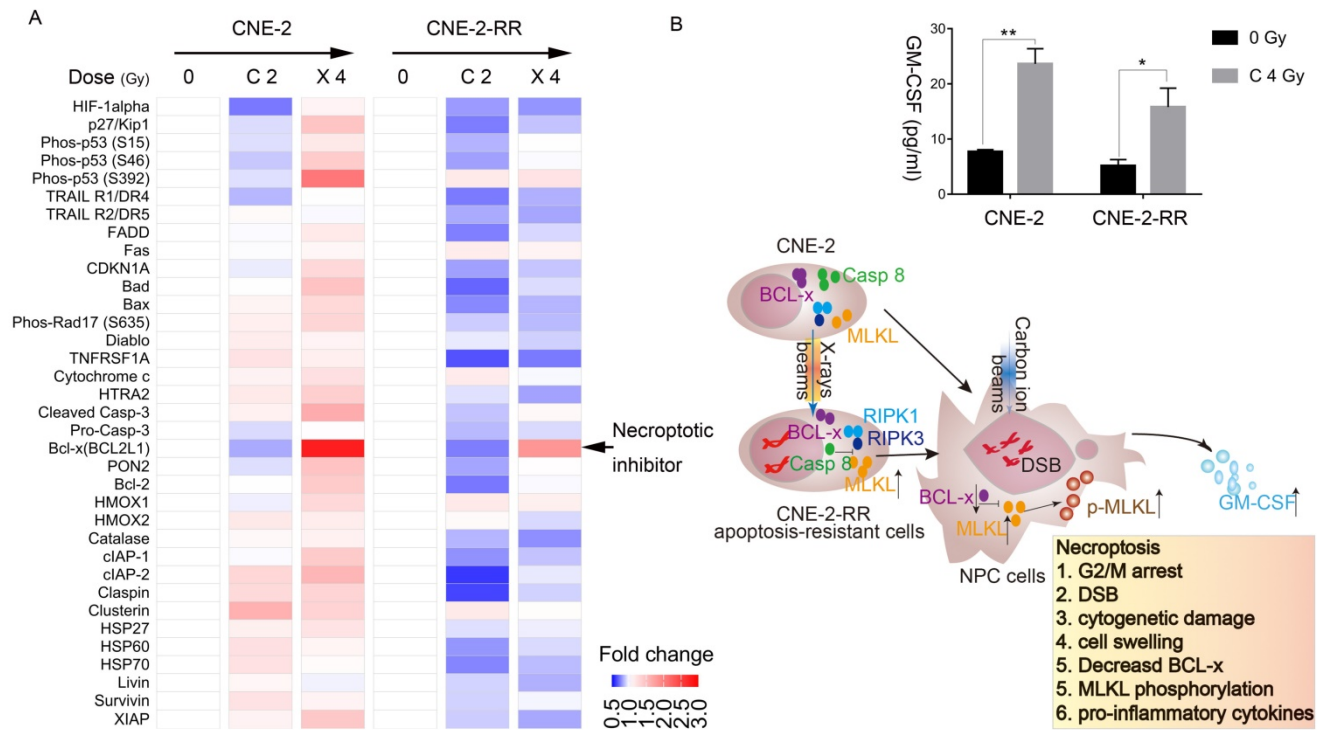 A
CNE-2
CNE-2-RR
Dose (Gy)
0
C 2
X 4
0
C 2
X 4
HIF-1alpha
p27/Kip1
Phos-p53 (S15)
Phos-p53 (S46)
Phos-p53 (S392)
TRAIL R1/DR4
TRAIL R2/DR5
FADD
Fas
CDKN1A
Bad
Bax
Phos-Rad17 (S635)
Diablo
TNFRSF1A
Cytochrome c
HTRA2
Cleaved Casp-3
Pro-Casp-3
Bcl-x(BCL2L1)
PON2
Bcl-2
HMOX1
HMOX2
Catalase
cIAP-1
cIAP-2
Claspin
Clusterin
HSP27
HSP60
HSP70
Livin
Survivin
XIAP
Necroptotic
inhibitor
Fold change
0.5
1.0
1.5
2.0
2.5
3.0
B
GM-CSF (pg/ml)
30
20
10
0
**
*
CNE-2
CNE-2-RR
0 Gy
C 4 Gy
CNE-2
Casp 8
BCL-x
MLKL
X-rays
beams
Carbon ion
beams
BCL-x
RIPK1
RIPK3
Casp 8
MLKL
CNE-2-RR
apoptosis-resistant cells
DSB
BCL-x
MLKL
p-MLKL
NPC cells
GM-CSF
Necroptosis
1. G2/M arrest
2. DSB
3. cytogenetic damage
4. cell swelling
5. Decreasd BCL-x
5. MLKL phosphorylation
6. pro-inflammatory cytokines